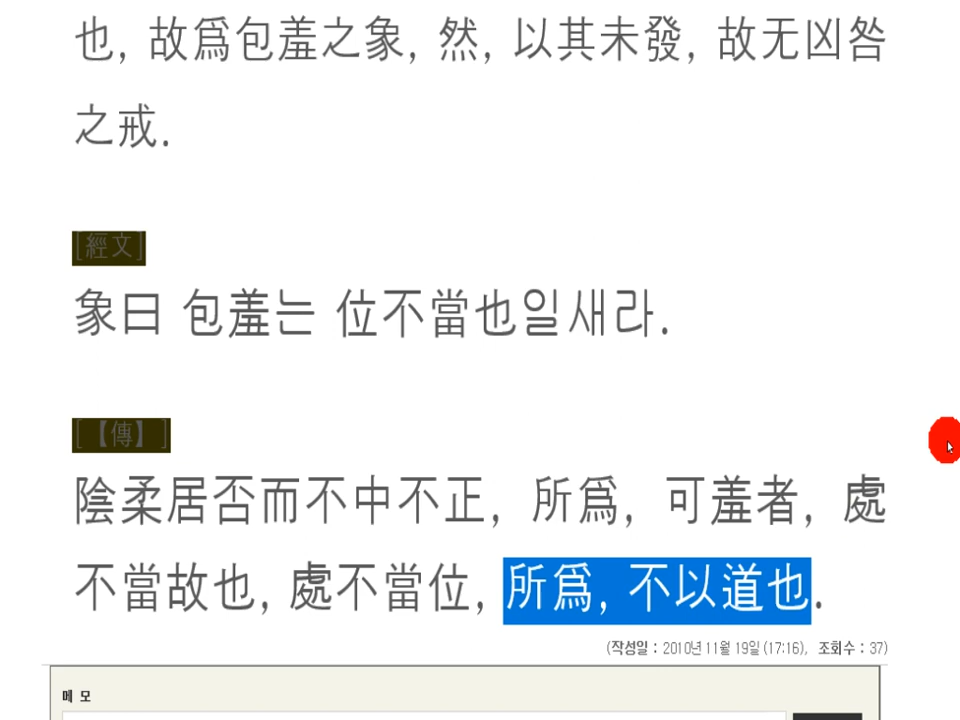 也, 故爲包羞之象, 然, 以其未發, 故无凶咎
之戒.
[經文]
象曰 包羞는 位不當也일새라.
[【傳】]
陰柔居否而不中不正, 所爲, 可羞者, 處
不當故也, 處不當位, 所爲, 不以道也.
(작성일 : 2010년 11월 19일 (17:16), 조회수 : 37)
메 모